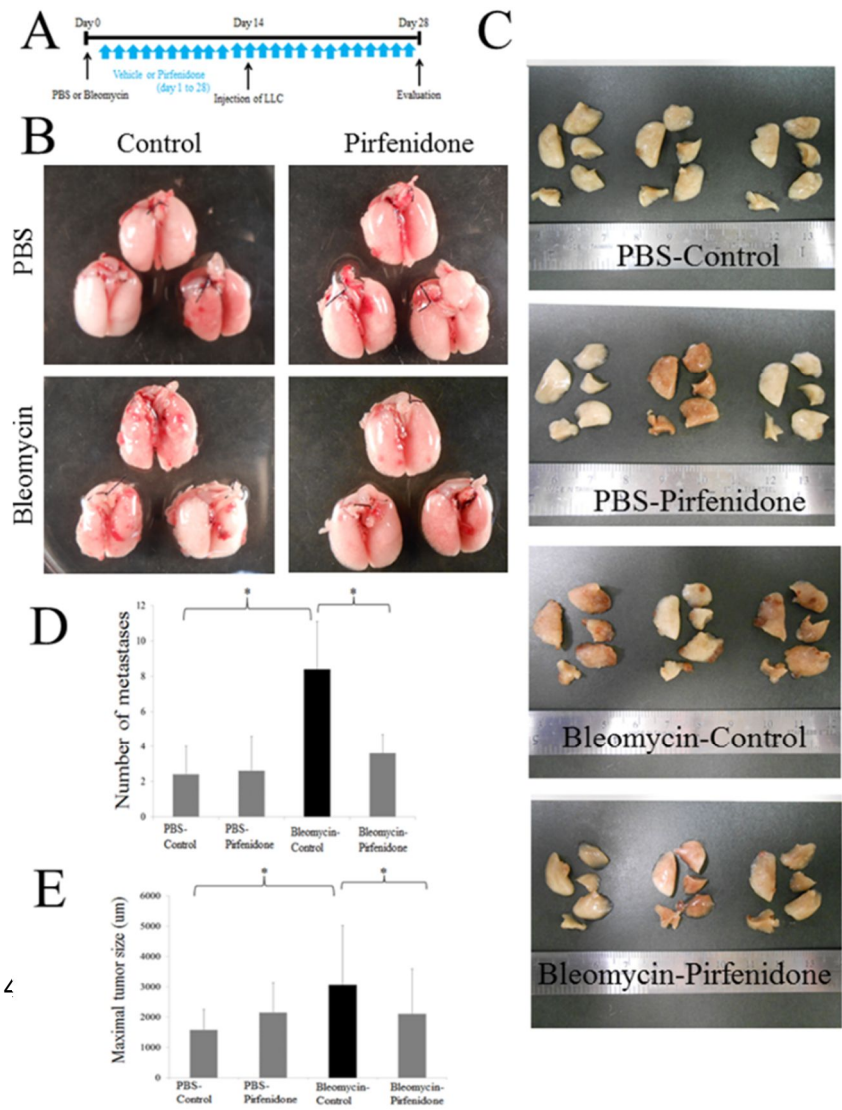 A
Day 0 Day 14 Day 28
Vehicle or Pirfenidone
(day 1 to 28)
PBS or Bleomycin Injection of LLC Evaluation
B
Control Pirfenidone
PBS
Bleomycin
C
PBS-Control
PBS-Pirfenidone
Bleomycin-Control
Bleomycin-Pirfenidone
D
* *
Number of metastases
12
10
8
6
4
2
0
PBS-
Control
PBS-
Pirfenidone
Bleomycin-
Control
Bleomycin-
Pirfenidone
E
* *
Maximal tumor size (um)
6000
5000
4000
3000
2000
1000
0
PBS-
Control
PBS-
Pirfenidone
Bleomycin-
Control
Bleomycin-
Pirfenidone